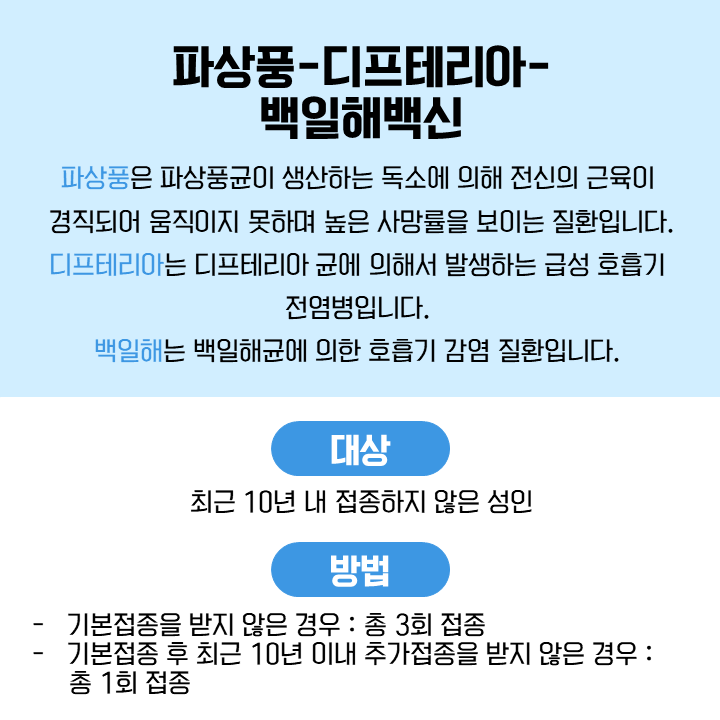 파상풍-디프테리아-
백일해백신
파상풍은 파상풍균이 생산하는 독소에 의해 전신의 근육이
경직되어 움직이지 못하며 높은 사망률을 보이는 질환입니다.
디프테리아는 디프테리아 균에 의해서 발생하는 급성 호흡기
전염병입니다.
백일해는 백일해균에 의한 호흡기 감염 질환입니다.
대상
최근 10년 내 접종하지 않은 성인
방법
- 기본접종을 받지 않은 경우 : 총 3회 접종
- 기본접종 후 최근 10년 이내 추가접종을 받지 않은 경우 :
총 1회 접종